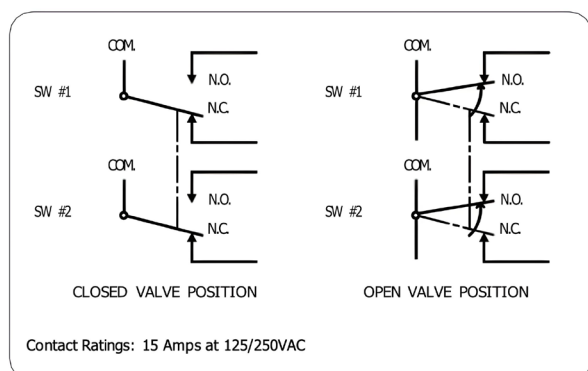 COM.
COM.
SW #1
N.O.
N.C.
SW #1
N.O.
N.C.
COM.
COM.
SW #2
N.O.
N.C.
SW #2
N.O.
N.C.
CLOSED VALVE POSITION
OPEN VALVE POSITION
Contact Ratings: 15 Amps at 125/250VAC